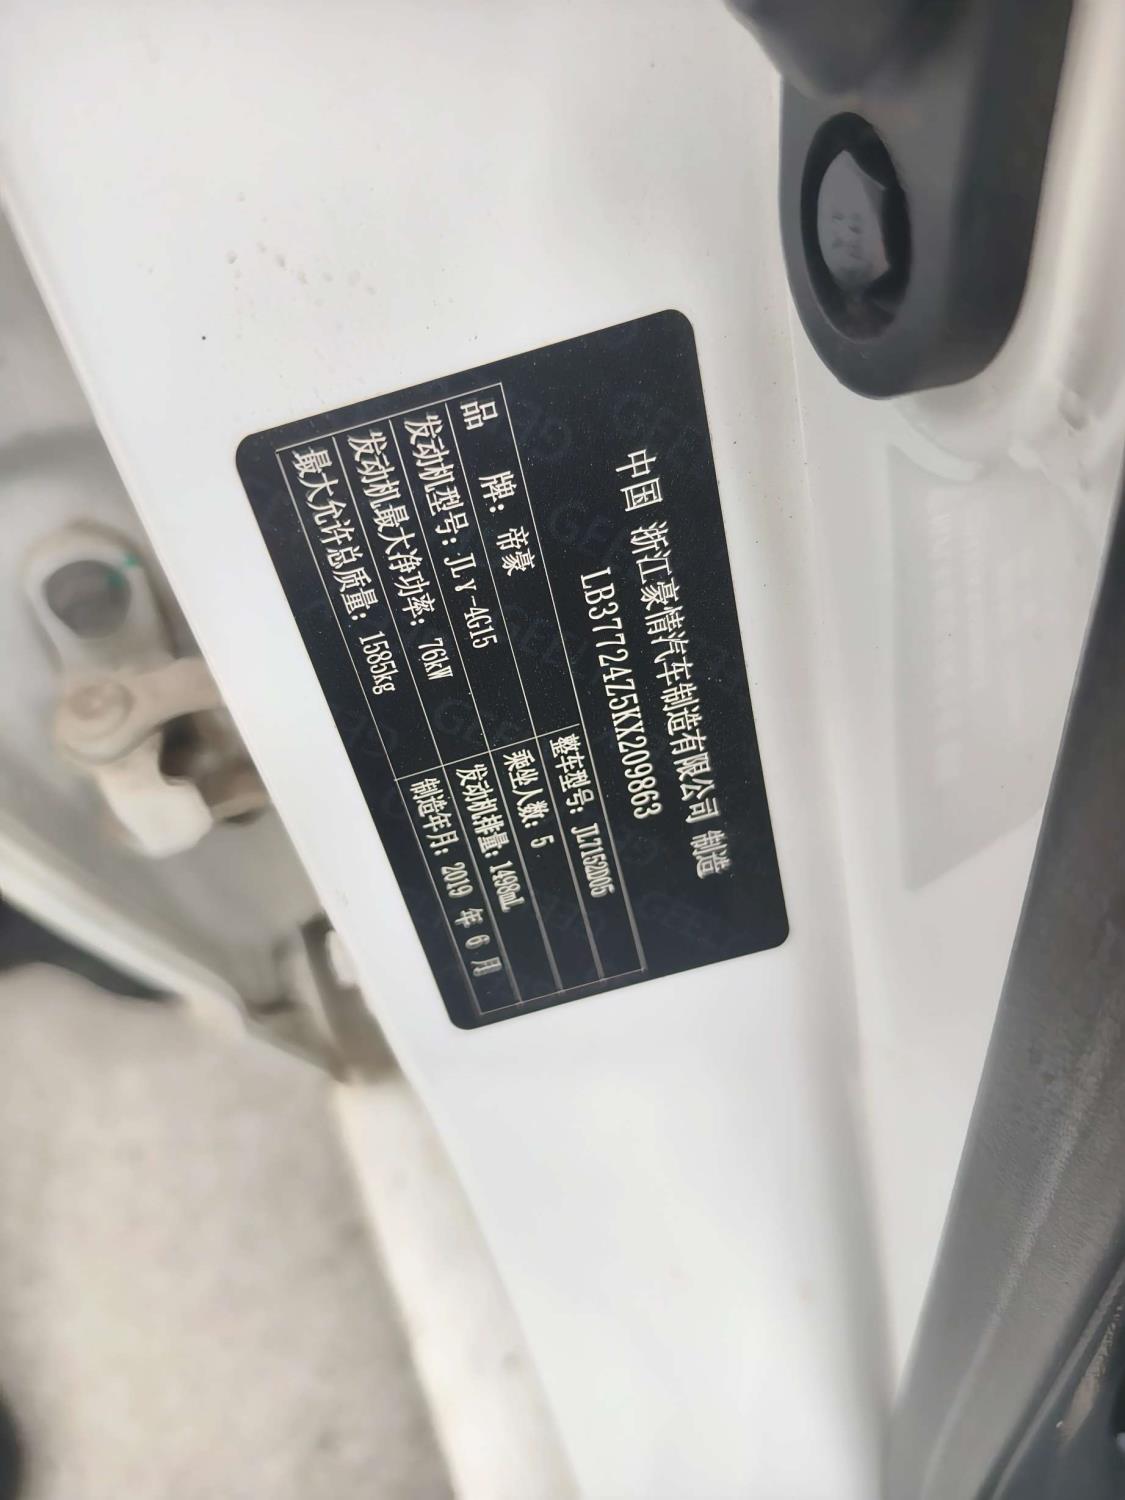 中国 浙江豪情汽车制造有限公司 制造
LB37724Z5KX209863
品 牌：帝豪 整车型号：JL7152D05
发动机型号：JLγ-4G15 乘坐人数：5
发动机最大净功率：76kW 发动机排量：1498mL
最大允许总质量：1585kg 制造年月：2019 年 6 月